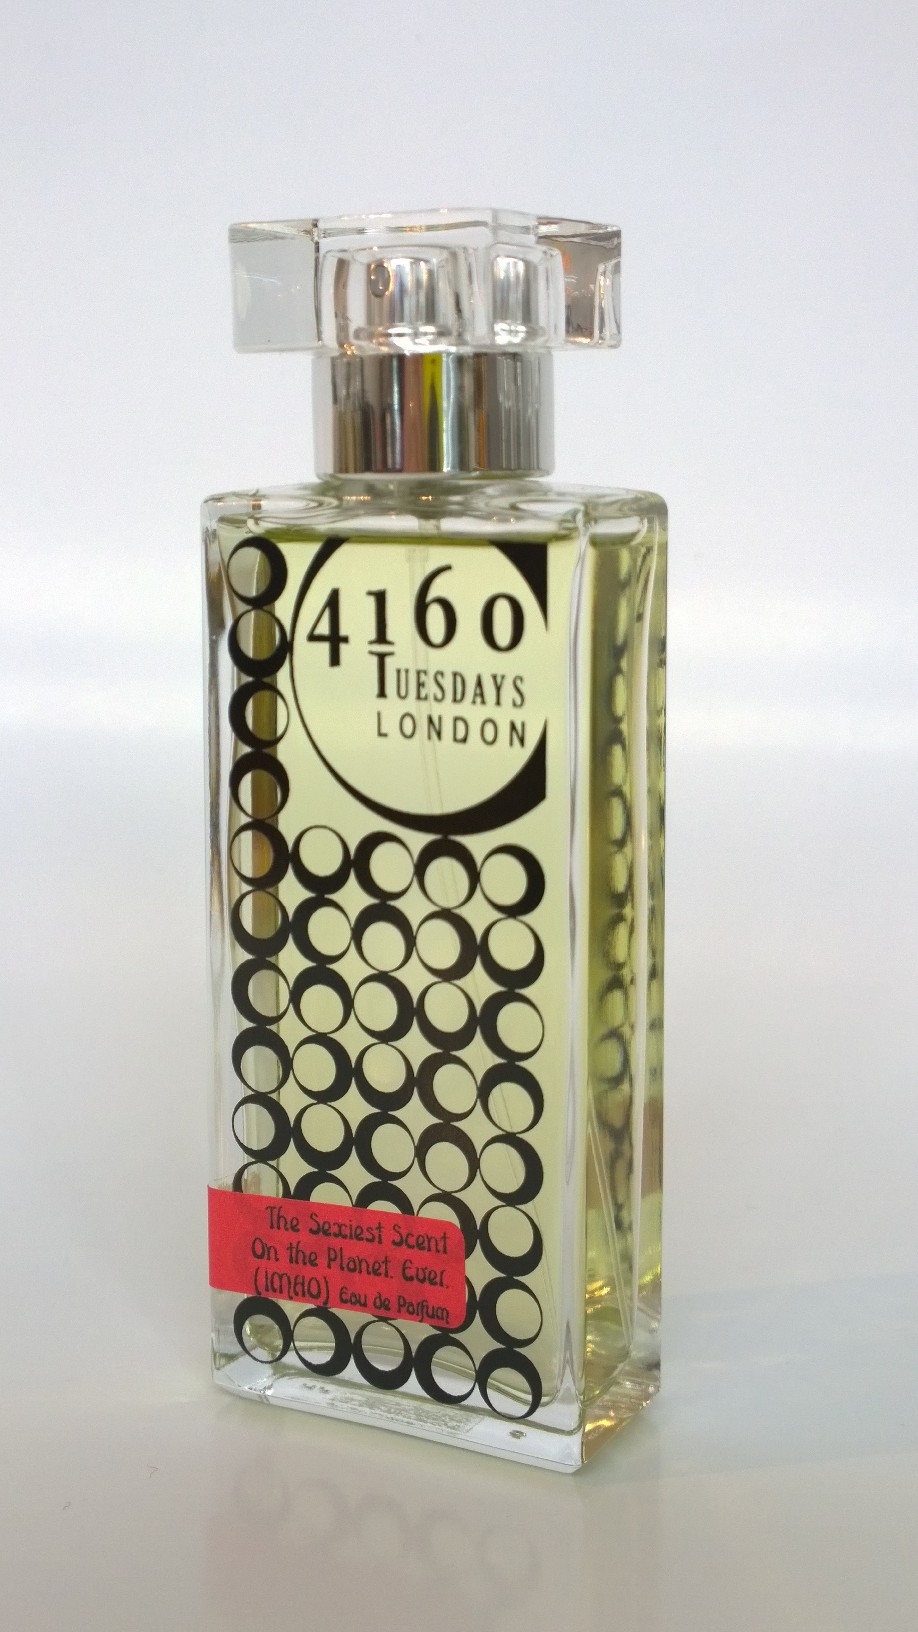 4160
TUESDAYS
LONDON
The Sexiest Scent
On the Planet. Ever.
(IMHO) Eau de Parfum